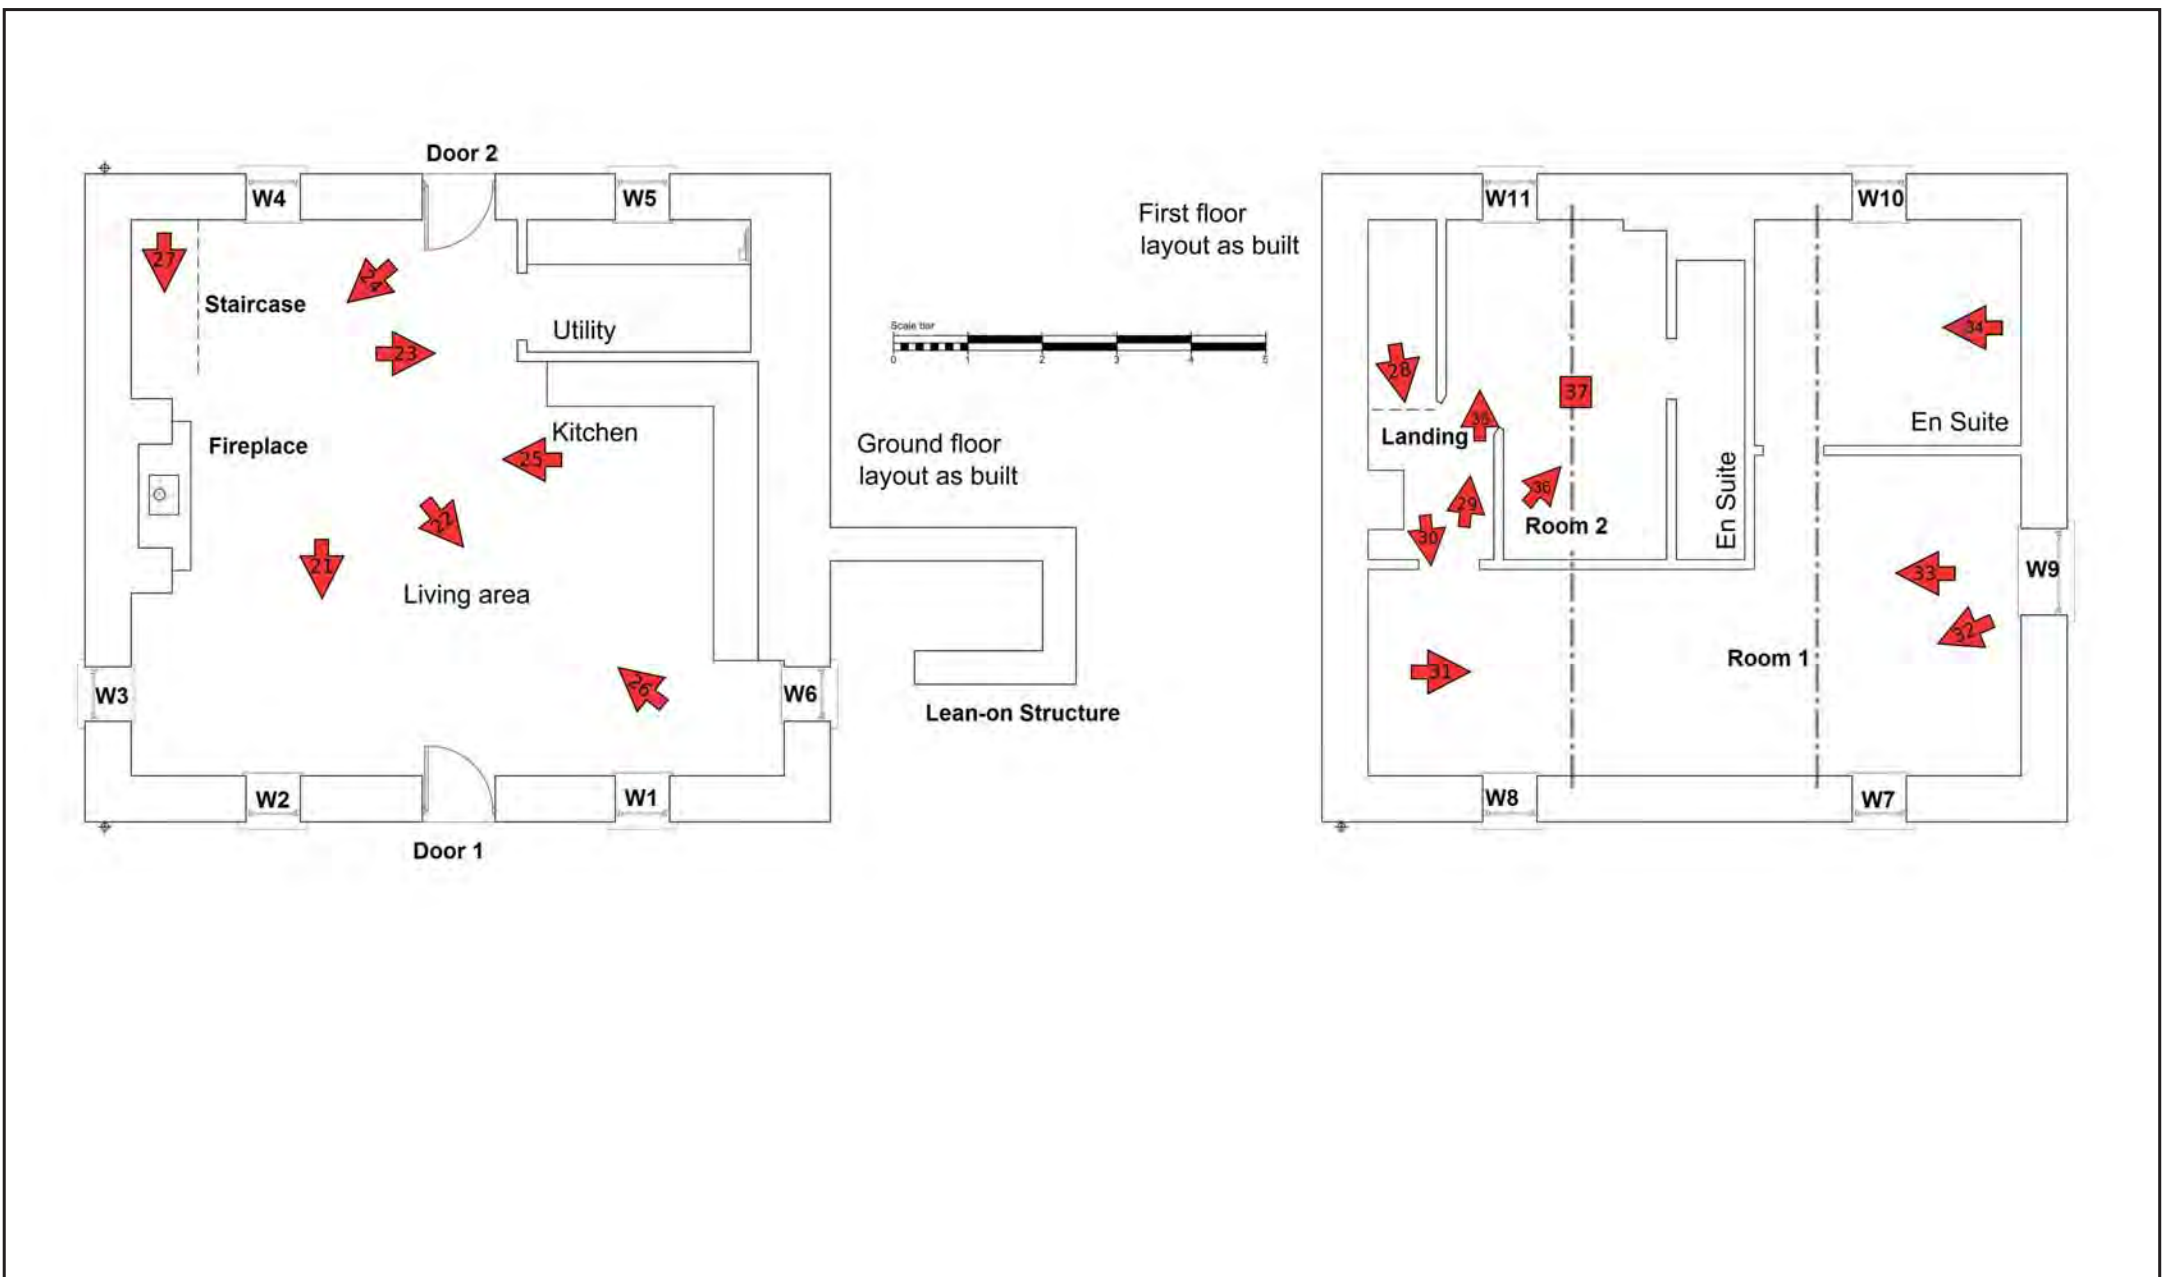 Door 2
W4
W5
27
24
Staircase
23
Utility
Fireplace
Kitchen
25
22
21
Living area
26
W3
W6
W2
W1
Door 1
Ground floor
layout as built
Lean-on Structure
Scale bar
0 1 2 3 4 5
First floor
layout as built
W11
W10
34
28
37
35
Landing
En Suite
29
36
30
Room 2
En Suite
W9
33
32
31
Room 1
W8
W7